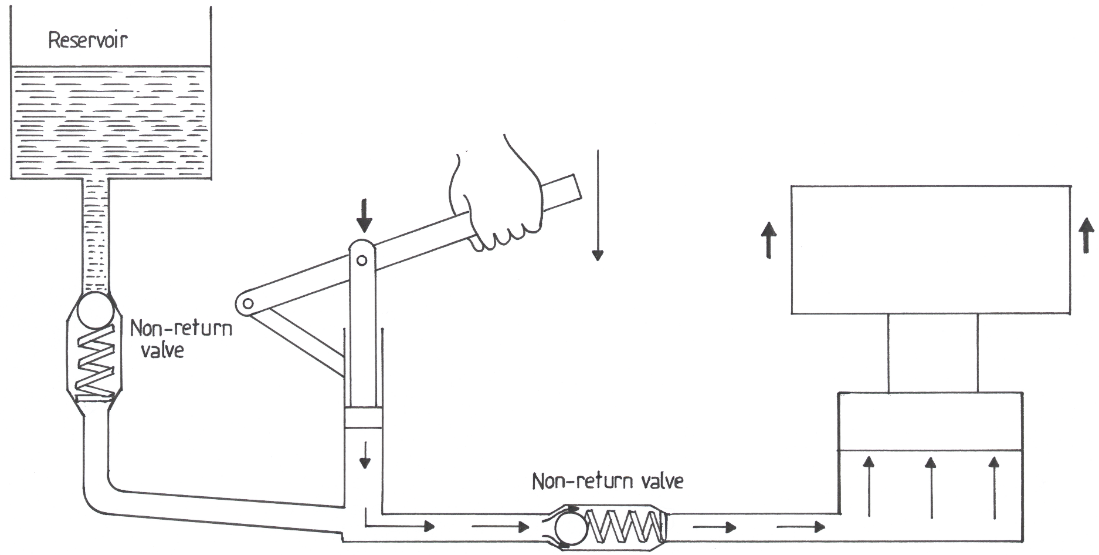 Reservoir
Non-return
valve
Non-return valve